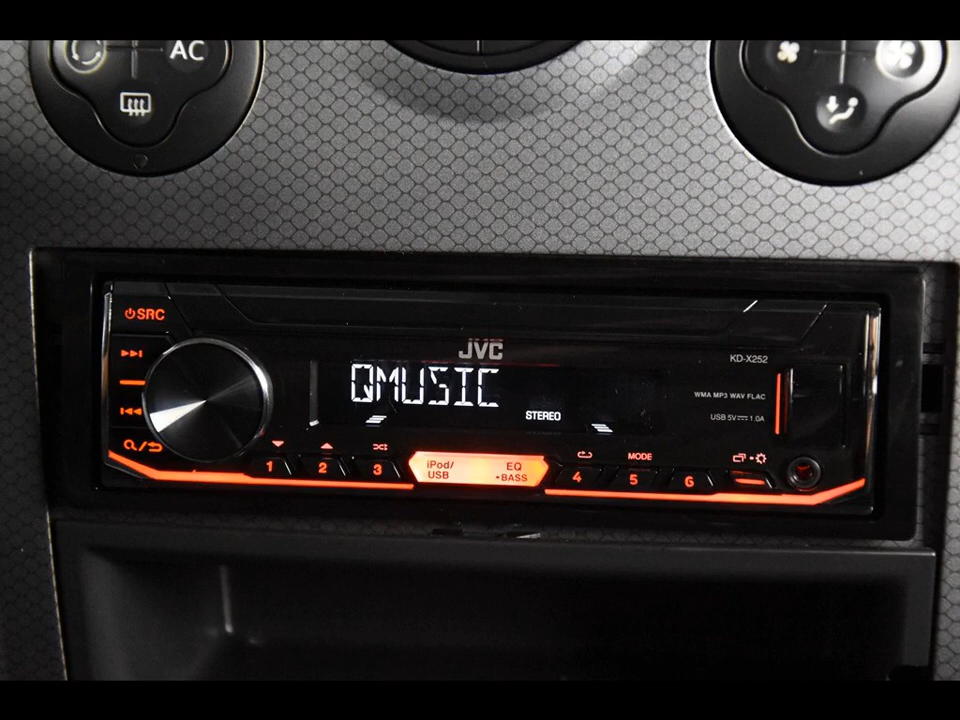 AC
SRC
JVC
KD-X252
QMUSIC
WMA MP3 WAV FLAC
STEREO
USB 5V⎓1.0A
1 2 3
iPod/
USB
EQ
•BASS
MODE
4 5 6